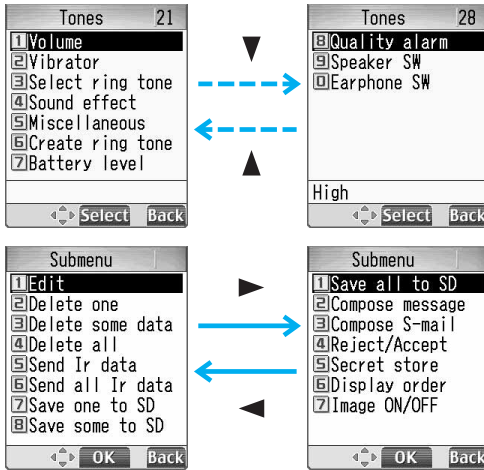 Tones 21
1 Volume
2 Vibrator
3 Select ring tone
4 Sound effect
5 Miscellaneous
6 Create ring tone
7 Battery level
Select Back
Tones 28
8 Quality alarm
9 Speaker SW
0 Earphone SW
High
Select Back
Submenu
1 Edit
2 Delete one
3 Delete some data
4 Delete all
5 Send Ir data
6 Send all Ir data
7 Save one to SD
8 Save some to SD
OK Back
Submenu
1 Save all to SD
2 Compose message
3 Compose S-mail
4 Reject/Accept
5 Secret store
6 Display order
7 Image ON/OFF
OK Back